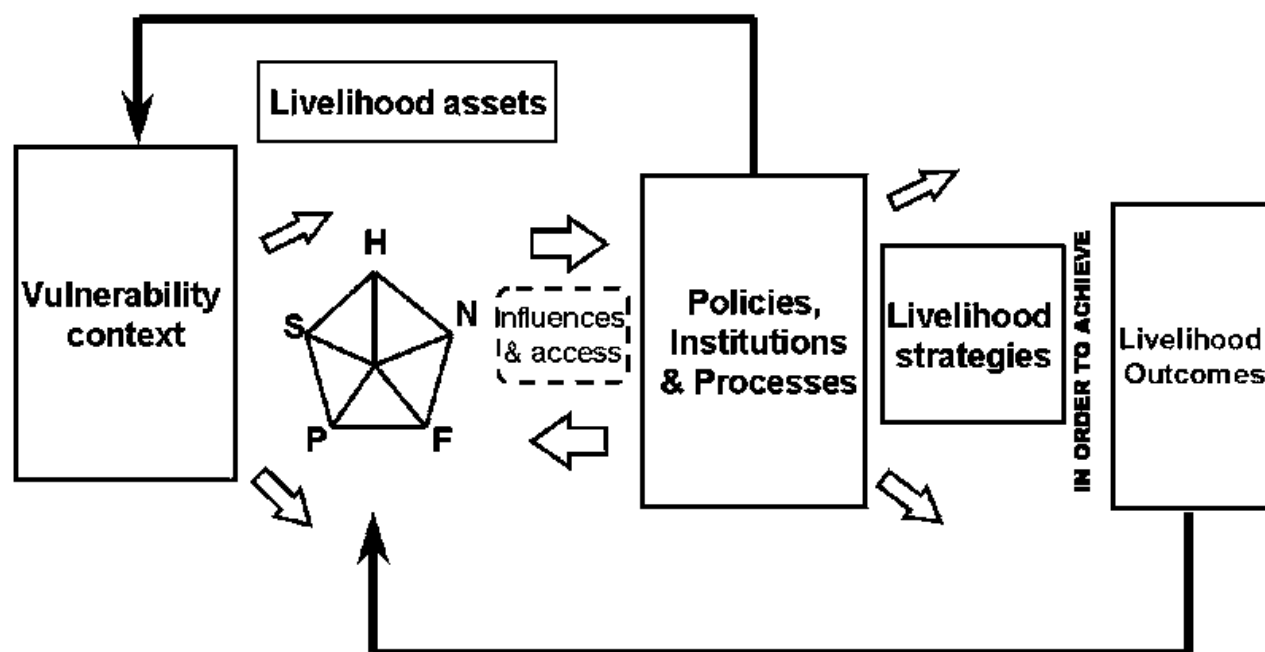 Livelihood assets
Vulnerability
context
H
S
N
P
F
Influences
& access
Policies,
Institutions
& Processes
Livelihood
strategies
IN ORDER TO ACHIEVE
Livelihood
Outcomes